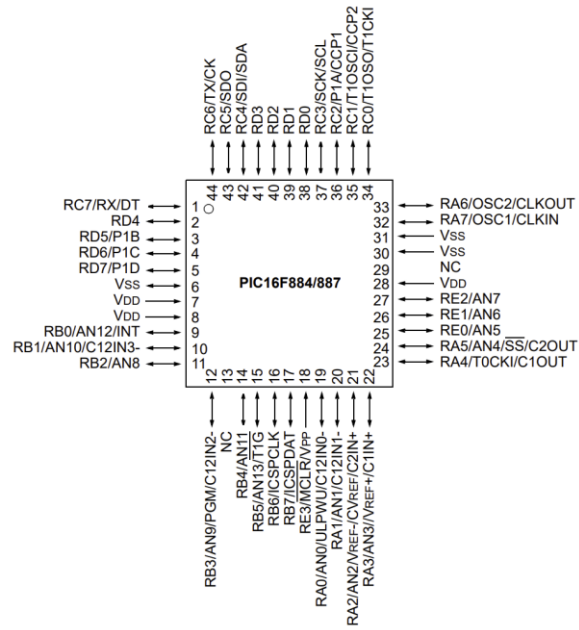 RC6/TX/CK
RC5/SDO
RC4/SDI/SDA
RD3
RD2
RD1
RD0
RC3/SCK/SCL
RC2/P1A/CCP1
RC1/T1OSCI/CCP2
RC0/T1OSO/T1CKI
44
43
42
41
40
39
38
37
36
35
34
RC7/RX/DT 1
RD4 2
RD5/P1B 3
RD6/P1C 4
RD7/P1D 5
VSS 6
VDD 7
VDD 8
RB0/AN12/INT 9
RB1/AN10/C12IN3- 10
RB2/AN8 11
PIC16F884/887
33 RA6/OSC2/CLKOUT
32 RA7/OSC1/CLKIN
31 VSS
30 VSS
29 NC
28 VDD
27 RE2/AN7
26 RE1/AN6
25 RE0/AN5
24 RA5/AN4/SS/C2OUT
23 RA4/T0CKI/C1OUT
12
13
14
15
16
17
18
19
20
21
22
RB3/AN9/PGM/C12IN2-
NC
RB4/AN11
RB5/AN13/T1G
RB6/ICSPCLK
RB7/ICSPDAT
RE3/MCLR/VPP
RA0/AN0/ULPWU/C12IN0-
RA1/AN1/C12IN1-
RA2/AN2/VREF-/CVREF/C2IN+
RA3/AN3//VREF+/C1IN+